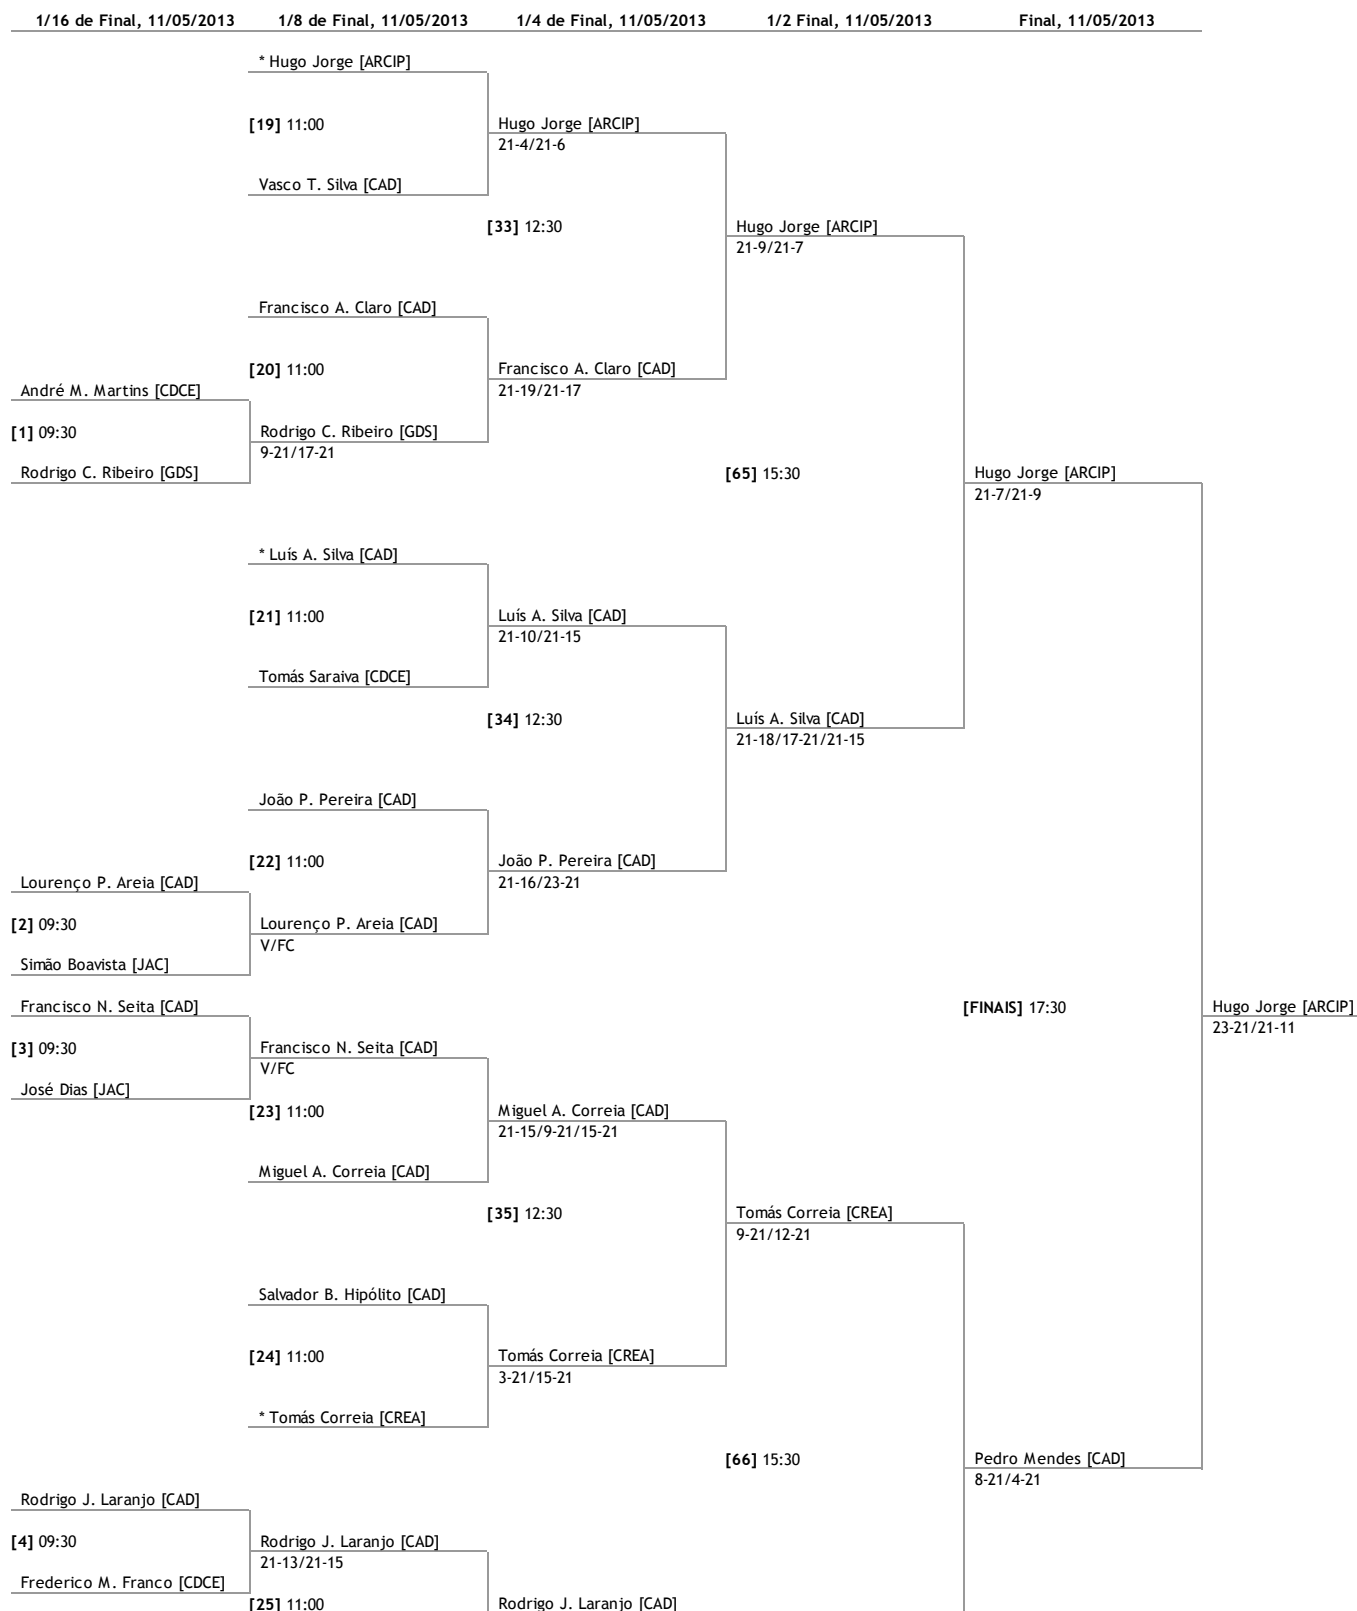 1/16 de Final, 11/05/2013 1/8 de Final, 11/05/2013 1/4 de Final, 11/05/2013 1/2 Final, 11/05/2013 Final, 11/05/2013
* Hugo Jorge [ARCIP]
[19] 11:00 Hugo Jorge [ARCIP]
21-4/21-6
Vasco T. Silva [CAD]
[33] 12:30 Hugo Jorge [ARCIP]
21-9/21-7
Francisco A. Claro [CAD]
[20] 11:00 Francisco A. Claro [CAD]
André M. Martins [CDCE] 21-19/21-17
[1] 09:30 Rodrigo C. Ribeiro [GDS]
9-21/17-21
Rodrigo C. Ribeiro [GDS] [65] 15:30 Hugo Jorge [ARCIP]
21-7/21-9
* Luís A. Silva [CAD]
[21] 11:00 Luís A. Silva [CAD]
21-10/21-15
Tomás Saraiva [CDCE]
[34] 12:30 Luís A. Silva [CAD]
21-18/17-21/21-15
João P. Pereira [CAD]
[22] 11:00 João P. Pereira [CAD]
Lourenço P. Areia [CAD] 21-16/23-21
[2] 09:30 Lourenço P. Areia [CAD]
V/FC
Simão Boavista [JAC]
Francisco N. Seita [CAD] [FINAIS] 17:30 Hugo Jorge [ARCIP]
23-21/21-11
[3] 09:30 Francisco N. Seita [CAD]
V/FC
José Dias [JAC]
[23] 11:00 Miguel A. Correia [CAD]
21-15/9-21/15-21
Miguel A. Correia [CAD]
[35] 12:30 Tomás Correia [CREA]
9-21/12-21
Salvador B. Hipólito [CAD]
[24] 11:00 Tomás Correia [CREA]
3-21/15-21
* Tomás Correia [CREA]
[66] 15:30 Pedro Mendes [CAD]
8-21/4-21
Rodrigo J. Laranjo [CAD]
[4] 09:30 Rodrigo J. Laranjo [CAD]
21-13/21-15
Frederico M. Franco [CDCE]
[25] 11:00 Rodrigo J. Laranjo [CAD]